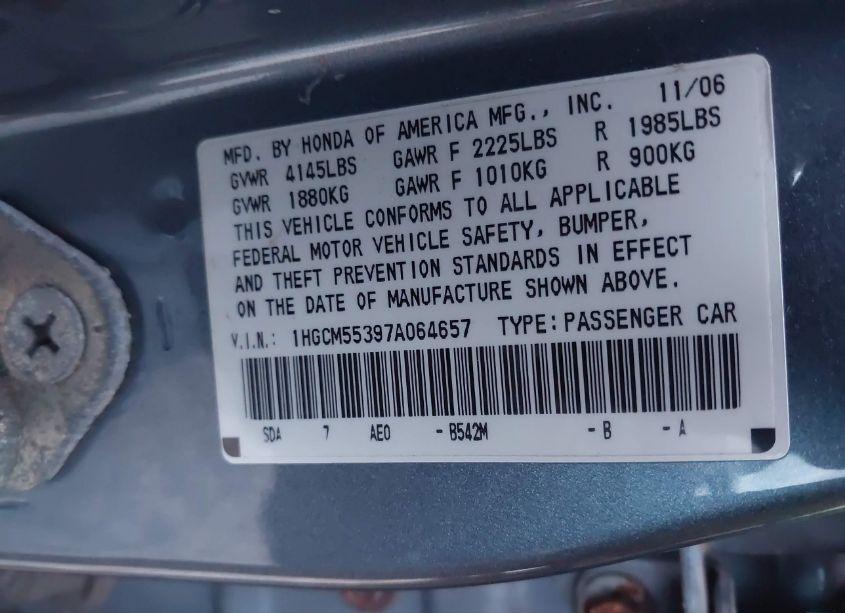 MFD. BY HONDA OF AMERICA MFG., INC. 11/06
GVWR 4145LBS GAWR F 2225LBS R 1985LBS
GVWR 1880KG GAWR F 1010KG R 900KG
THIS VEHICLE CONFORMS TO ALL APPLICABLE
FEDERAL MOTOR VEHICLE SAFETY, BUMPER,
AND THEFT PREVENTION STANDARDS IN EFFECT
ON THE DATE OF MANUFACTURE SHOWN ABOVE.
V.I.N.: 1HGCM55397A064657 TYPE:PASSENGER CAR
SDA 7 AE0 -B542M -B -A